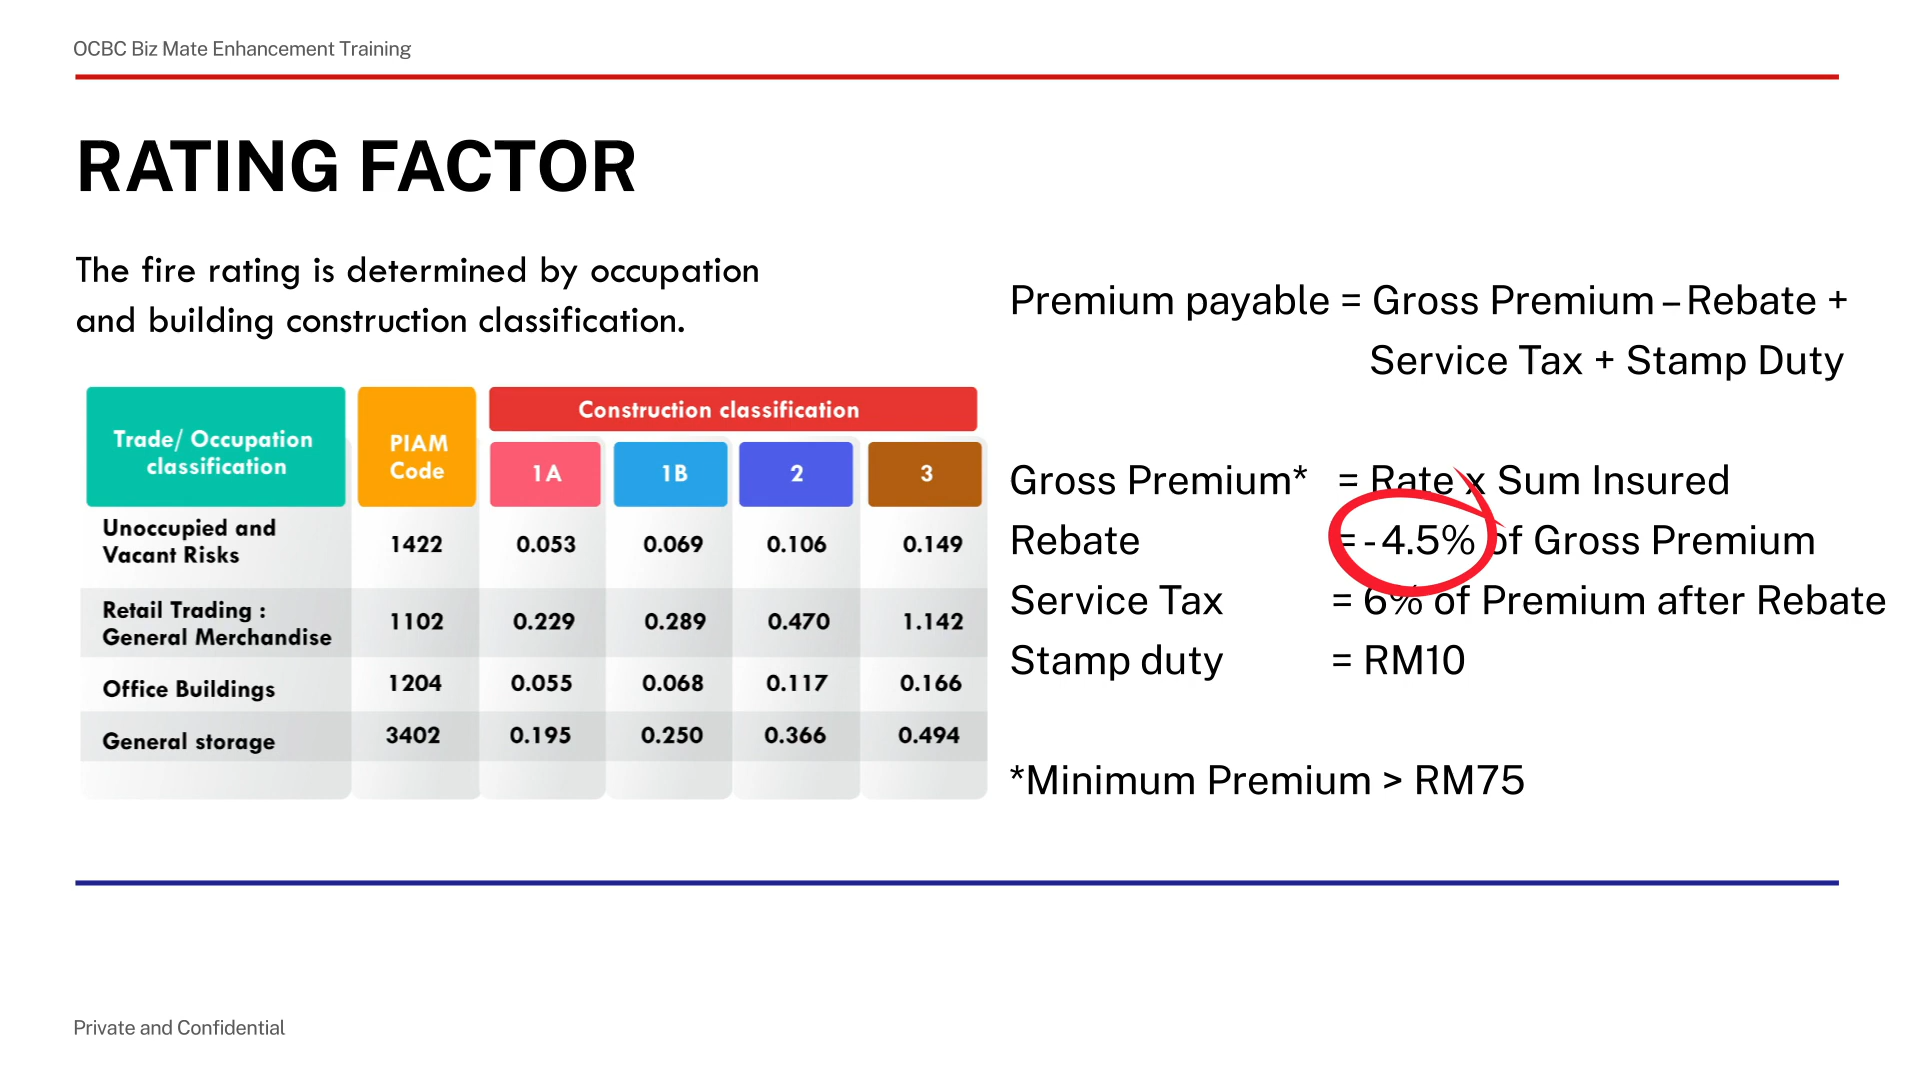 OCBC Biz Mate Enhancement Training
RATING FACTOR
The fire rating is determined by occupation
and building construction classification.
Trade/ Occupation
classification
PIAM
Code
Construction classification
1A 1B 2 3
Unoccupied and
Vacant Risks
1422 0.053 0.069 0.106 0.149
Retail Trading :
General Merchandise
1102 0.229 0.289 0.470 1.142
Office Buildings 1204 0.055 0.068 0.117 0.166
General storage 3402 0.195 0.250 0.366 0.494
Premium payable = Gross Premium – Rebate +
Service Tax + Stamp Duty
Gross Premium* = Rate x Sum Insured
Rebate = - 4.5% of Gross Premium
Service Tax = 6% of Premium after Rebate
Stamp duty = RM10
*Minimum Premium > RM75
Private and Confidential